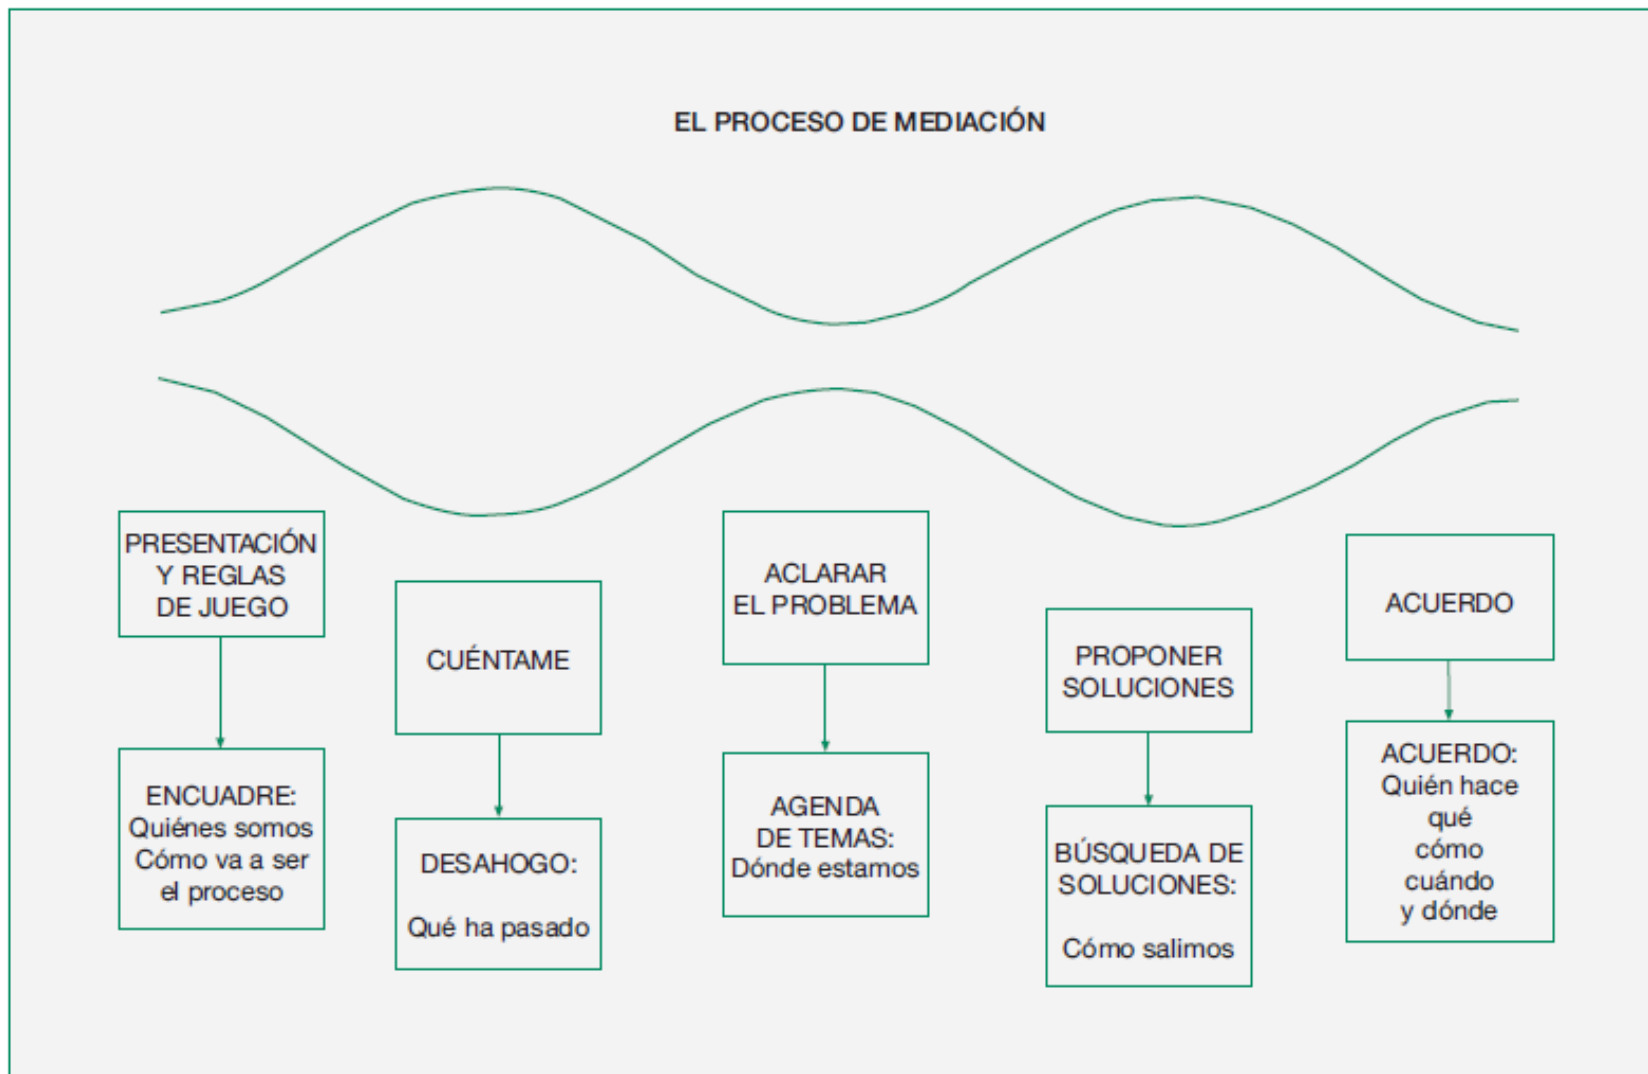 EL PROCESO DE MEDIACIÓN
PRESENTACIÓN
Y REGLAS
DE JUEGO
ENCUADRE:
Quiénes somos
Cómo va a ser
el proceso
CUÉNTAME
DESAHOGO:
Qué ha pasado
ACLARAR
EL PROBLEMA
AGENDA
DE TEMAS:
Dónde estamos
PROPONER
SOLUCIONES
BÚSQUEDA DE
SOLUCIONES:
Cómo salimos
ACUERDO
ACUERDO:
Quién hace
qué
cómo
cuándo
y dónde